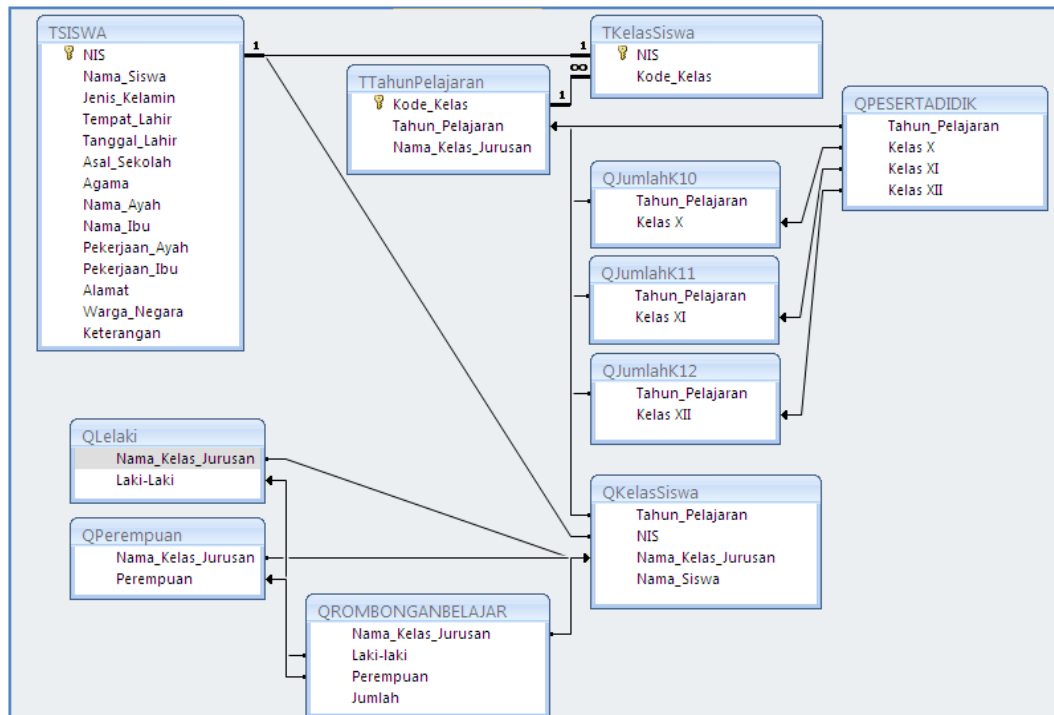 TSISWA
NIS
Nama_Siswa
Jenis_Kelamin
Tempat_Lahir
Tanggal_Lahir
Asal_Sekolah
Agama
Nama_Ayah
Nama_Ibu
Pekerjaan_Ayah
Pekerjaan_Ibu
Alamat
Warga_Negara
Keterangan
1
1
TKelasSiswa
NIS
Kode_Kelas
∞
1
TTahunPelajaran
Kode_Kelas
Tahun_Pelajaran
Nama_Kelas_Jurusan
QPESERTADIDIK
Tahun_Pelajaran
Kelas X
Kelas XI
Kelas XII
QJumlahK10
Tahun_Pelajaran
Kelas X
QJumlahK11
Tahun_Pelajaran
Kelas XI
QJumlahK12
Tahun_Pelajaran
Kelas XII
QLelaki
Nama_Kelas_Jurusan
Laki-Laki
QPerempuan
Nama_Kelas_Jurusan
Perempuan
QKelasSiswa
Tahun_Pelajaran
NIS
Nama_Kelas_Jurusan
Nama_Siswa
QROMBONGANBELAJAR
Nama_Kelas_Jurusan
Laki-laki
Perempuan
Jumlah